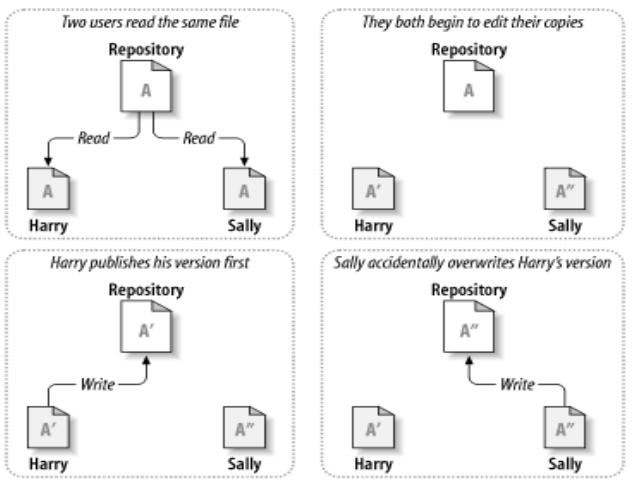 Two users read the same file
Repository
A
Read
Read
A
A
Harry
Sally
They both begin to edit their copies
Repository
A
A′
A″
Harry
Sally
Harry publishes his version first
Repository
A′
Write
A′
A″
Harry
Sally
Sally accidentally overwrites Harry's version
Repository
A″
Write
A′
A″
Harry
Sally